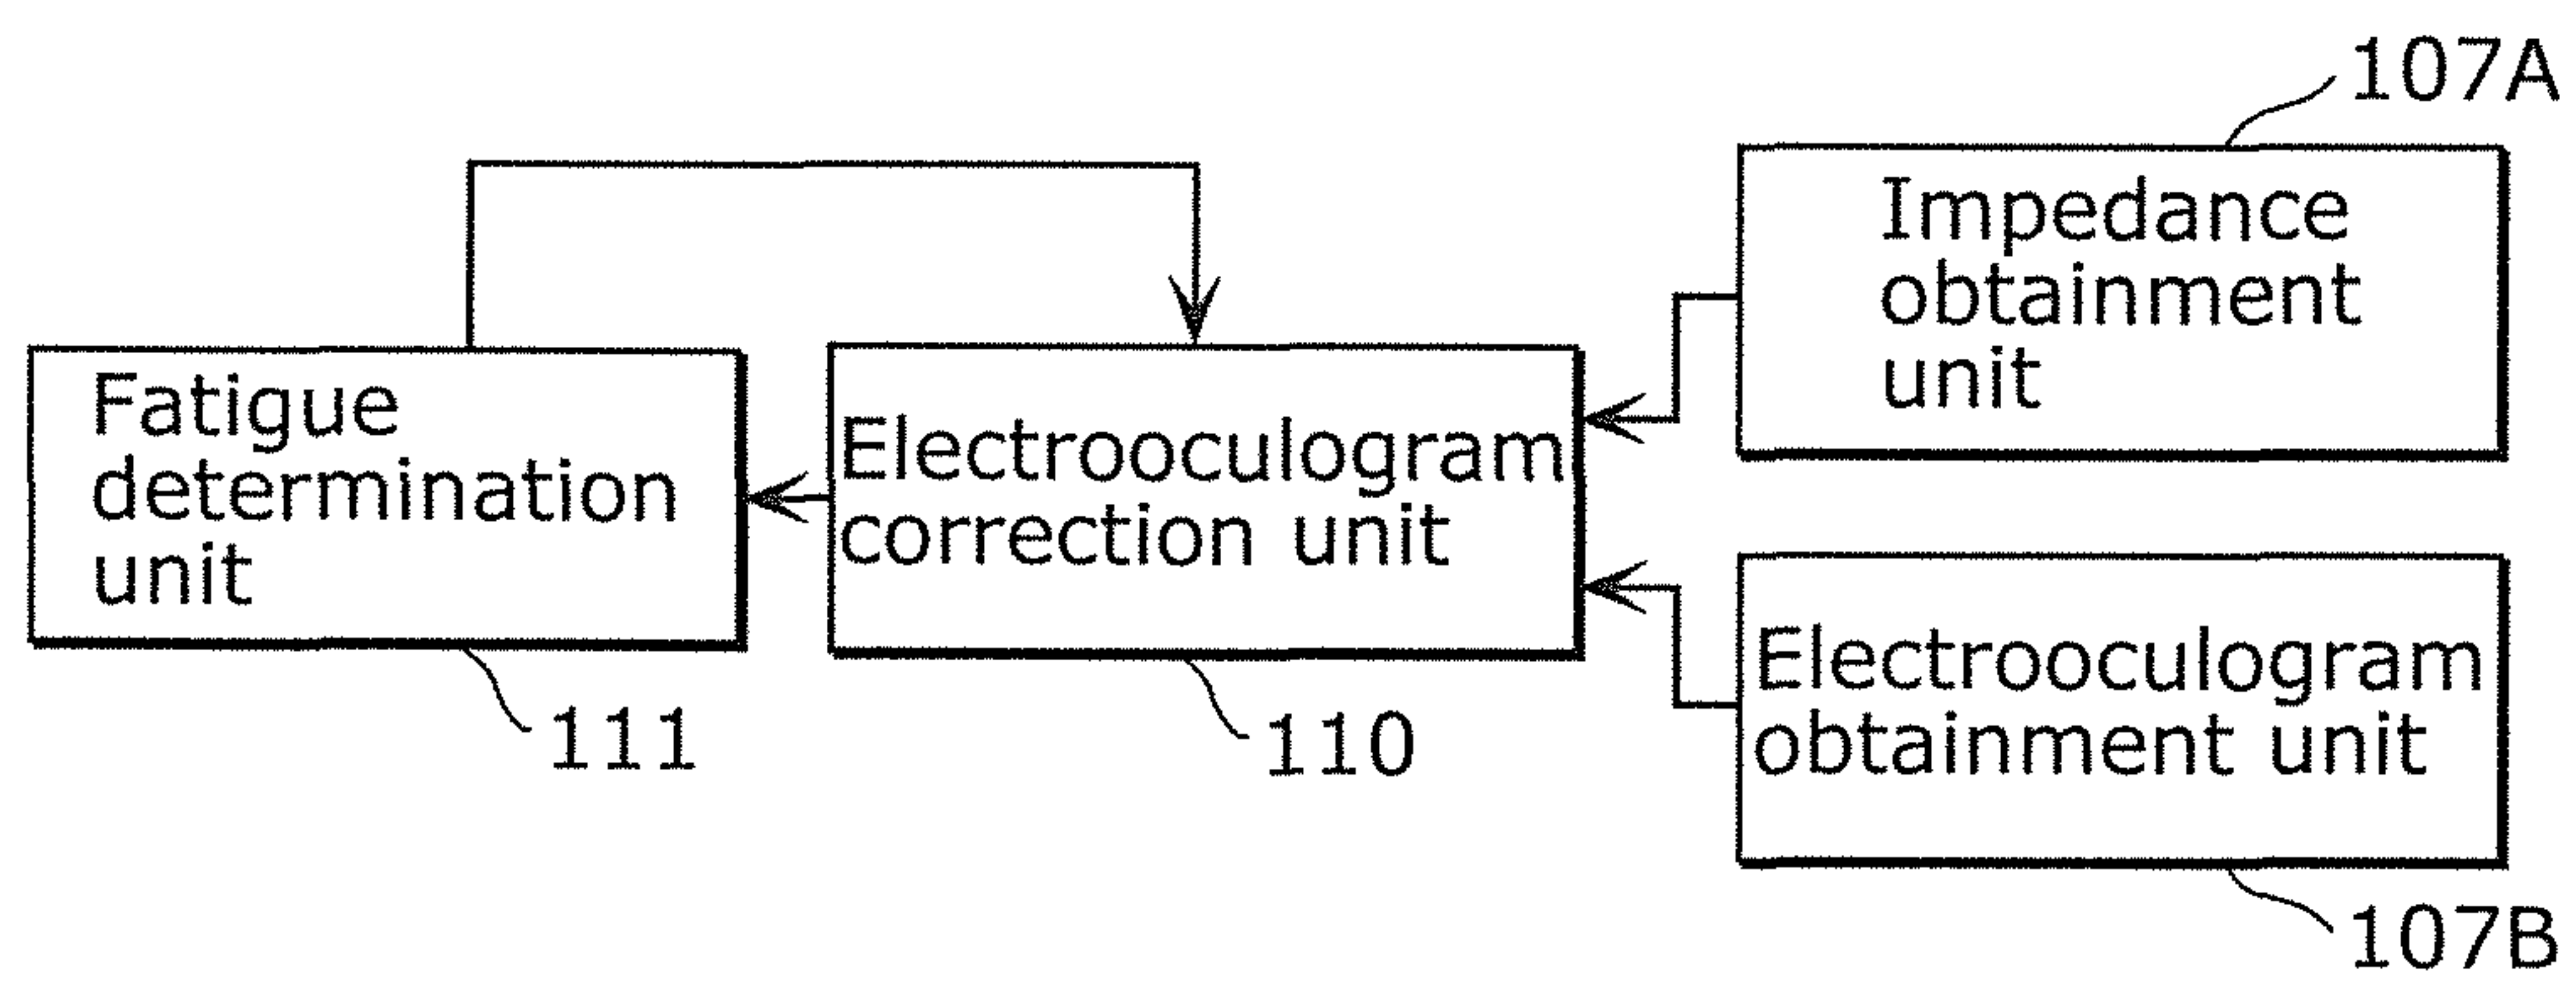 107A
Impedance
obtainment
unit
Fatigue
determination
unit
Electrooculogram
correction unit
Electrooculogram
obtainment unit
111
110
107B